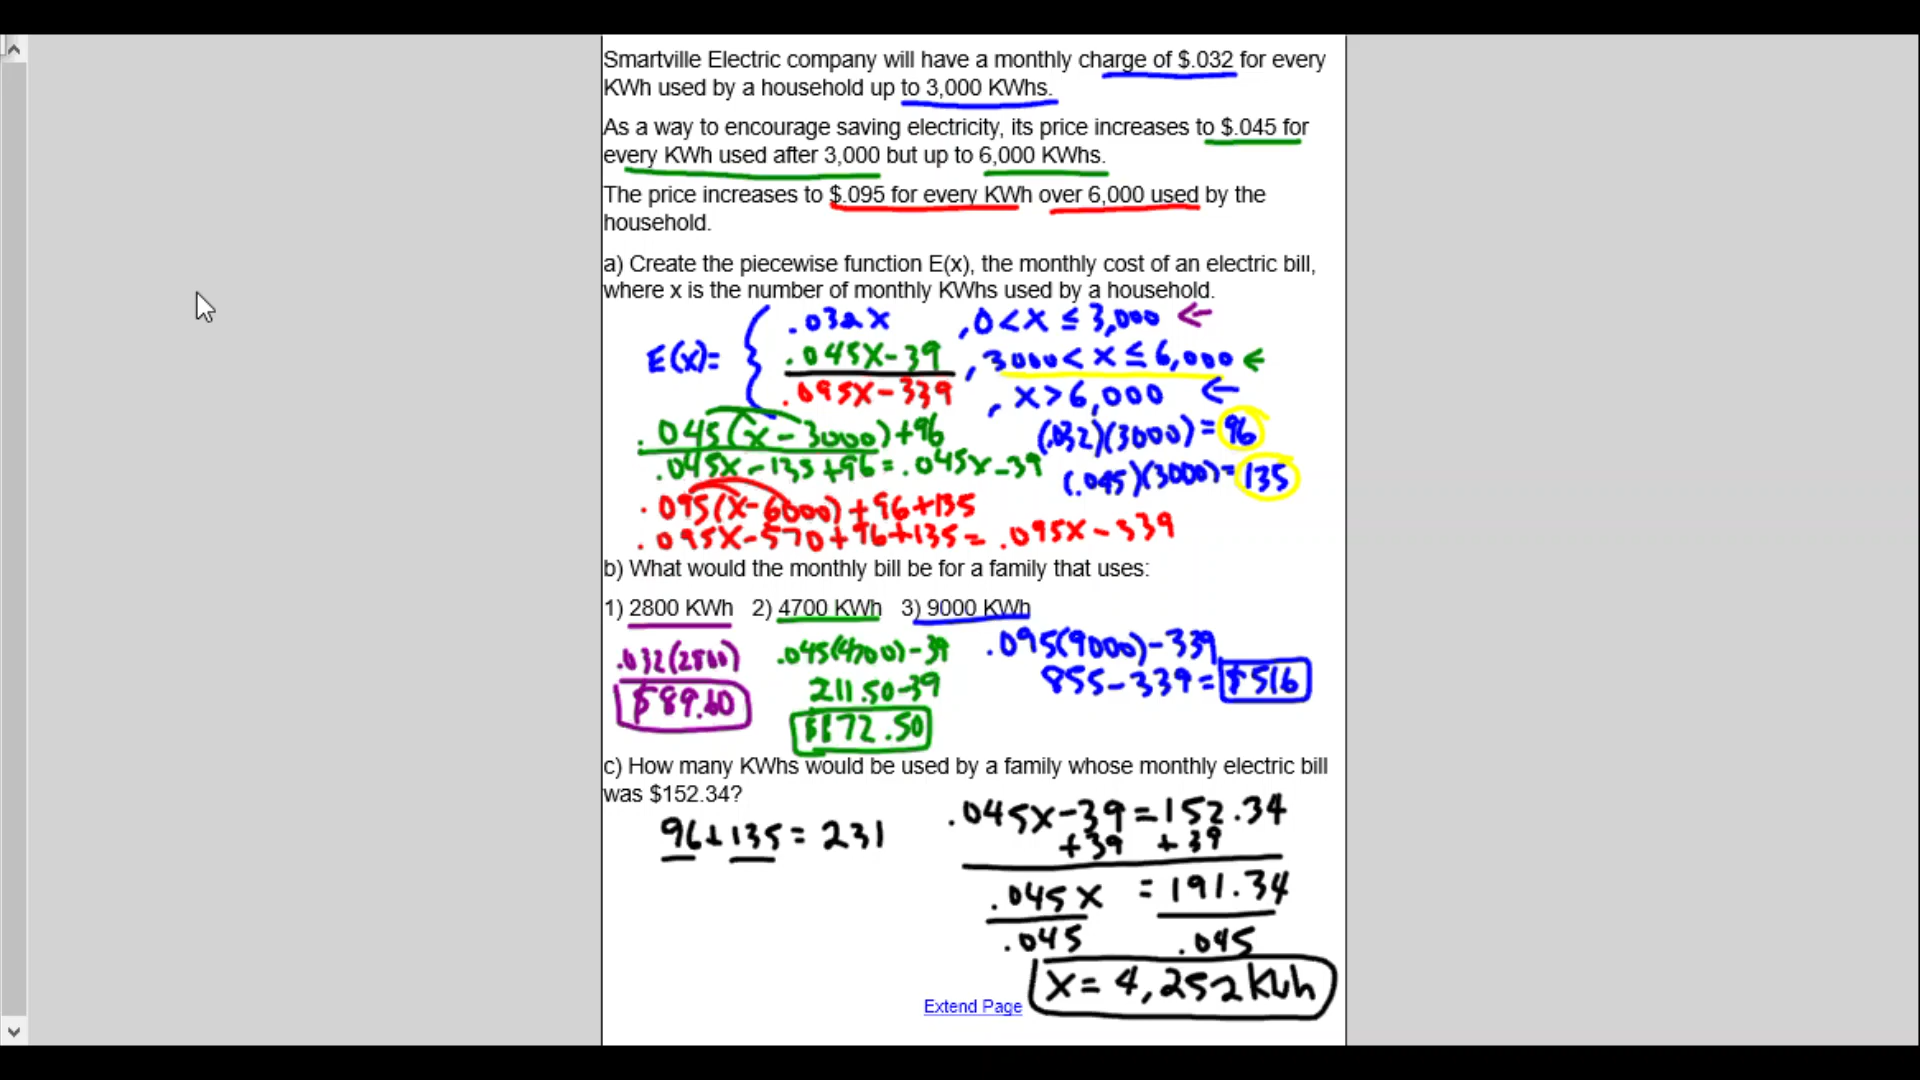 Smartville Electric company will have a monthly charge of $.032 for every
KWh used by a household up to 3,000 KWhs.
As a way to encourage saving electricity, its price increases to $.045 for
every KWh used after 3,000 but up to 6,000 KWhs.
The price increases to $.095 for every KWh over 6,000 used by the
household.
a) Create the piecewise function E(x), the monthly cost of an electric bill,
where x is the number of monthly KWhs used by a household.
.032x , 0 < x ≤ 3,000 ←
E(x)= { .045x-39 , 3000 < x ≤ 6,000 ←
.095x-339 , x > 6,000 ←
.045(x-3000)+96 (.032)(3000) = 96
.045x-135+96 = .045x-39 (.045)(3000) = 135
.095(x-6000)+96+135
.095x-570+96+135 = .095x-339
b) What would the monthly bill be for a family that uses:
1) 2800 KWh 2) 4700 KWh 3) 9000 KWh
.032(2800) .045(4700)-39 .095(9000)-339
$89.60 211.50-39 855-339 = $516
$172.50
c) How many KWhs would be used by a family whose monthly electric bill
was $152.34?
96+135 = 231 .045x-39 = 152.34
+39 +39
.045x = 191.34
.045 .045
x = 4,252 KWh
Extend Page